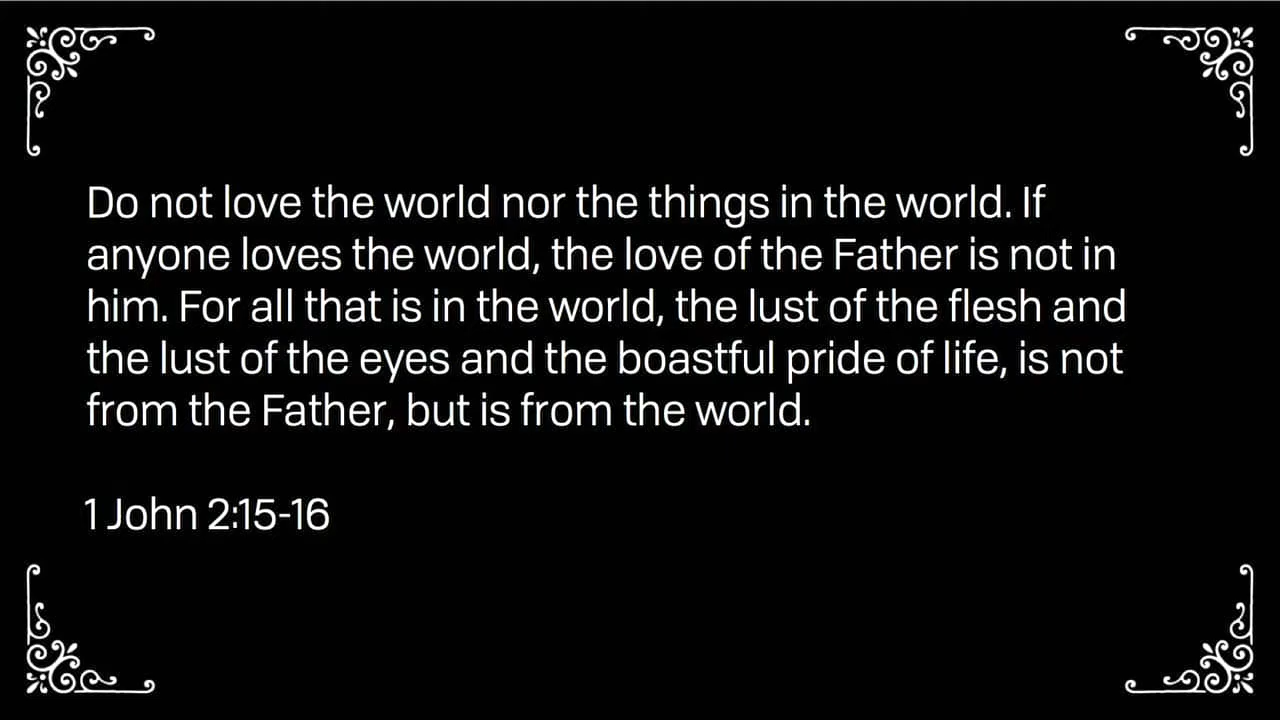 Do not love the world nor the things in the world. If
anyone loves the world, the love of the Father is not in
him. For all that is in the world, the lust of the flesh and
the lust of the eyes and the boastful pride of life, is not
from the Father, but is from the world.
1 John 2:15-16